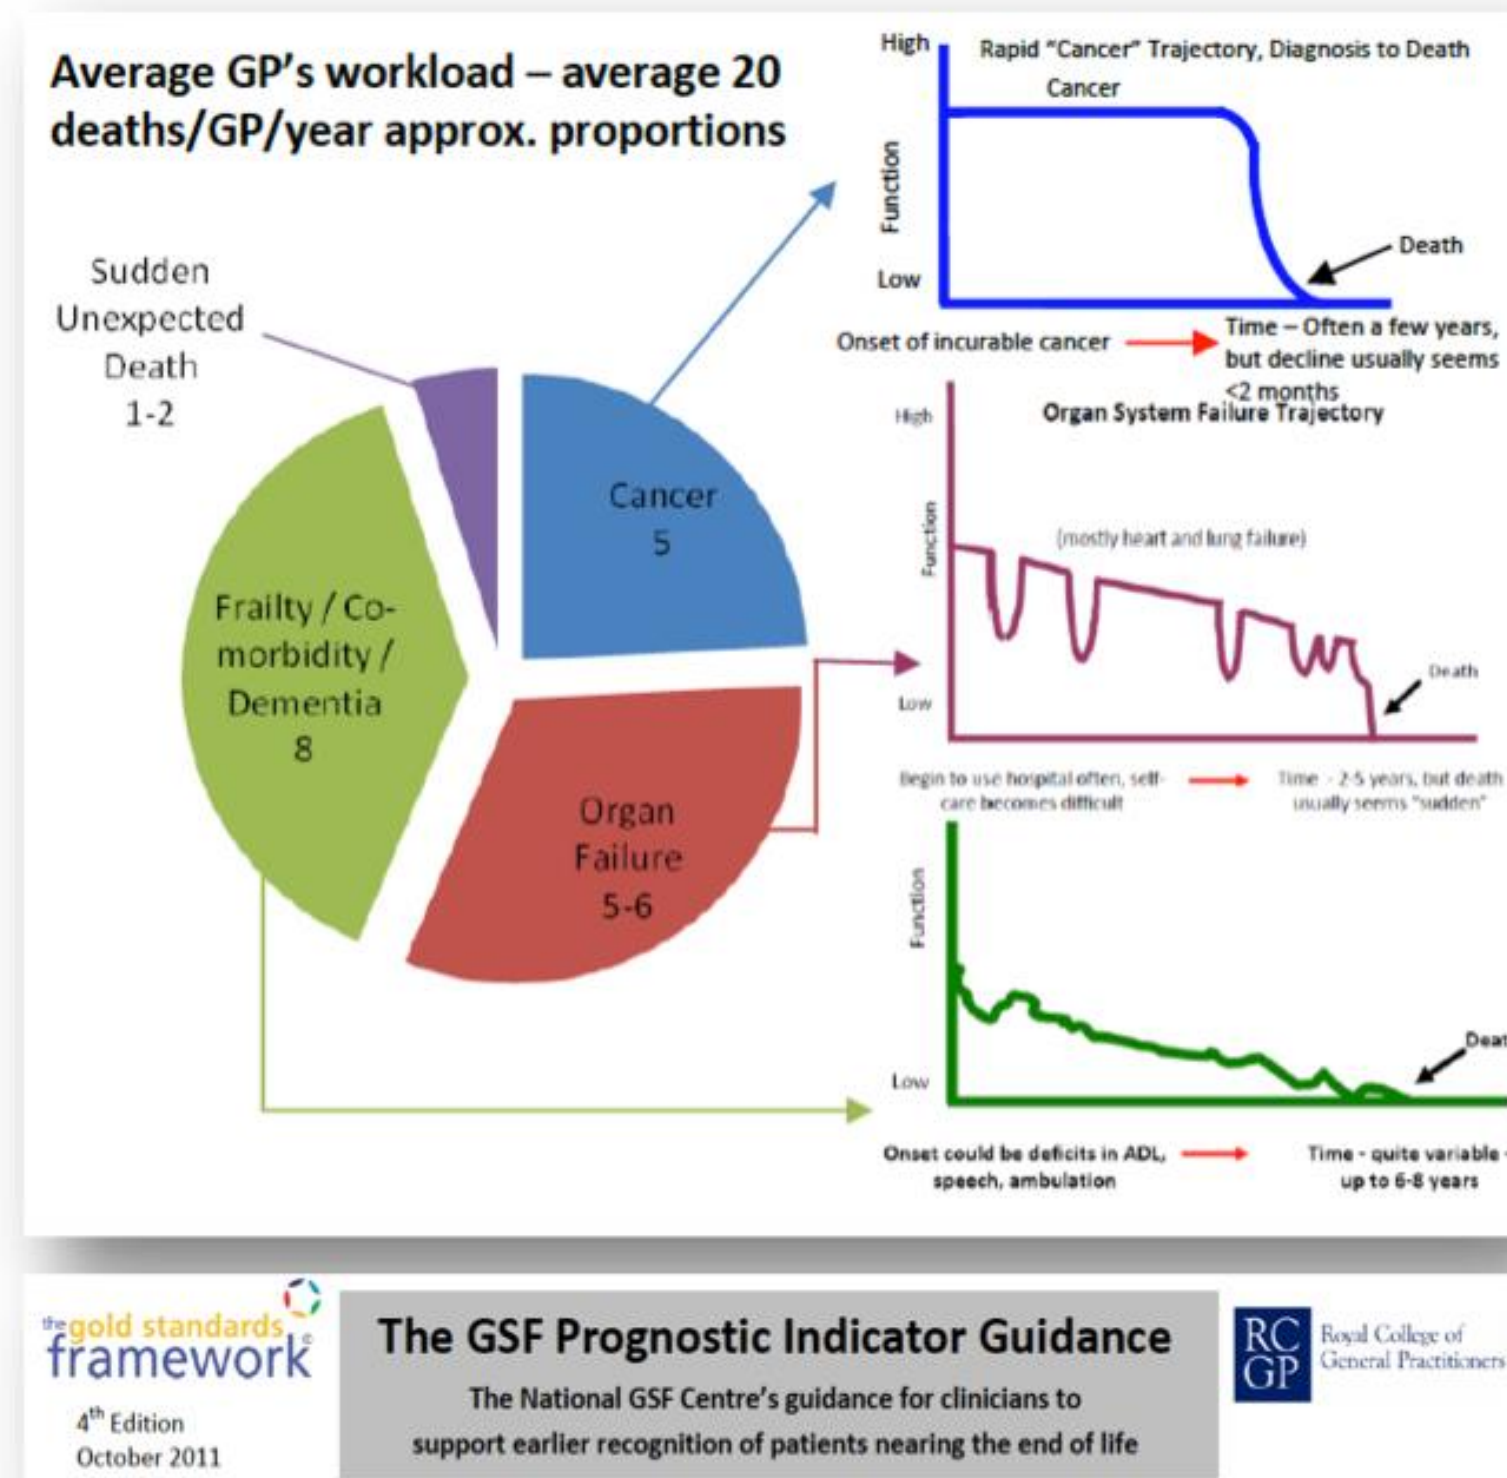 Average GP's workload – average 20
deaths/GP/year approx. proportions
Sudden
Unexpected
Death
1-2
Cancer
5
Frailty / Co-
morbidity /
Dementia
8
Organ
Failure
5-6
High
Rapid "Cancer" Trajectory, Diagnosis to Death
Cancer
Function
Death
Low
Onset of incurable cancer
Time – Often a few years,
but decline usually seems
<2 months
High
Organ System Failure Trajectory
Function
(mostly heart and lung failure)
Death
Low
Begin to use hospital often, self-
care becomes difficult
Time - 2-5 years, but death
usually seems "sudden"
Function
Deat
Low
Onset could be deficits in ADL,
speech, ambulation
Time - quite variable -
up to 6-8 years
the gold standards
framework ©
4th Edition
October 2011
The GSF Prognostic Indicator Guidance
The National GSF Centre's guidance for clinicians to
support earlier recognition of patients nearing the end of life
RC
GP
Royal College of
General Practitioners